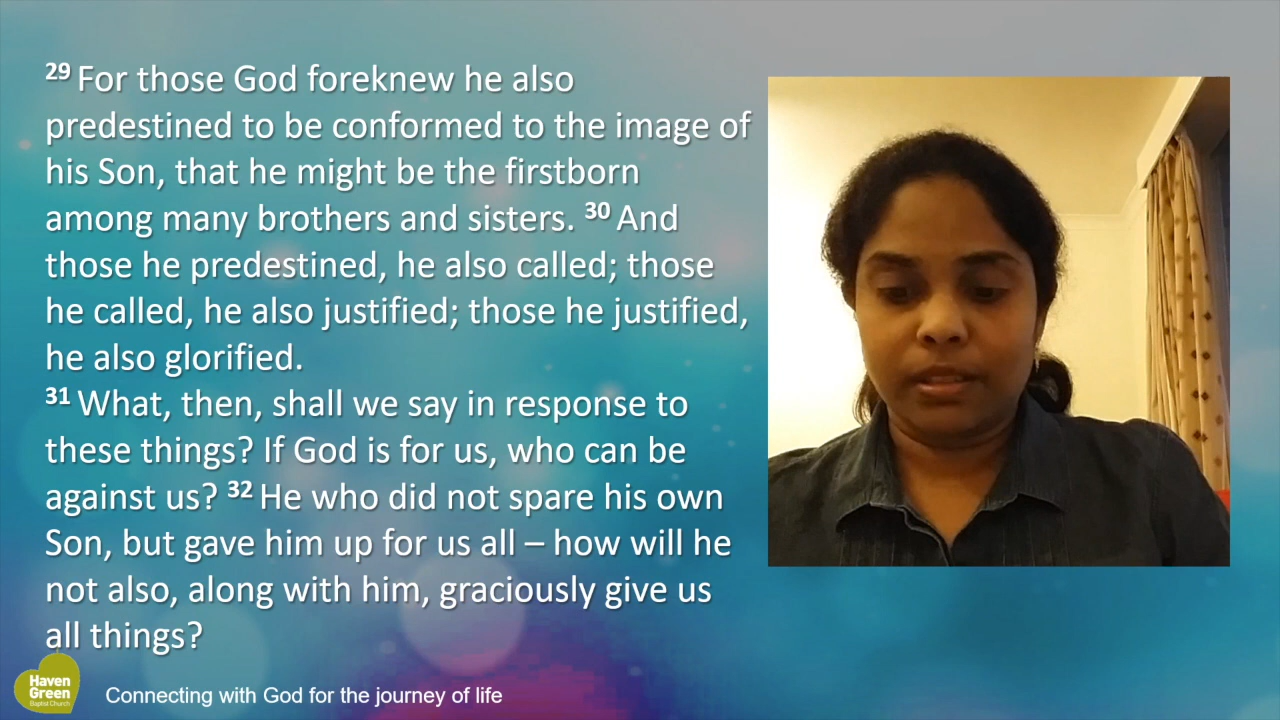 29 For those God foreknew he also
predestined to be conformed to the image of
his Son, that he might be the firstborn
among many brothers and sisters. 30 And
those he predestined, he also called; those
he called, he also justified; those he justified,
he also glorified.
31 What, then, shall we say in response to
these things? If God is for us, who can be
against us? 32 He who did not spare his own
Son, but gave him up for us all – how will he
not also, along with him, graciously give us
all things?
Haven
Green
Baptist Church
Connecting with God for the journey of life